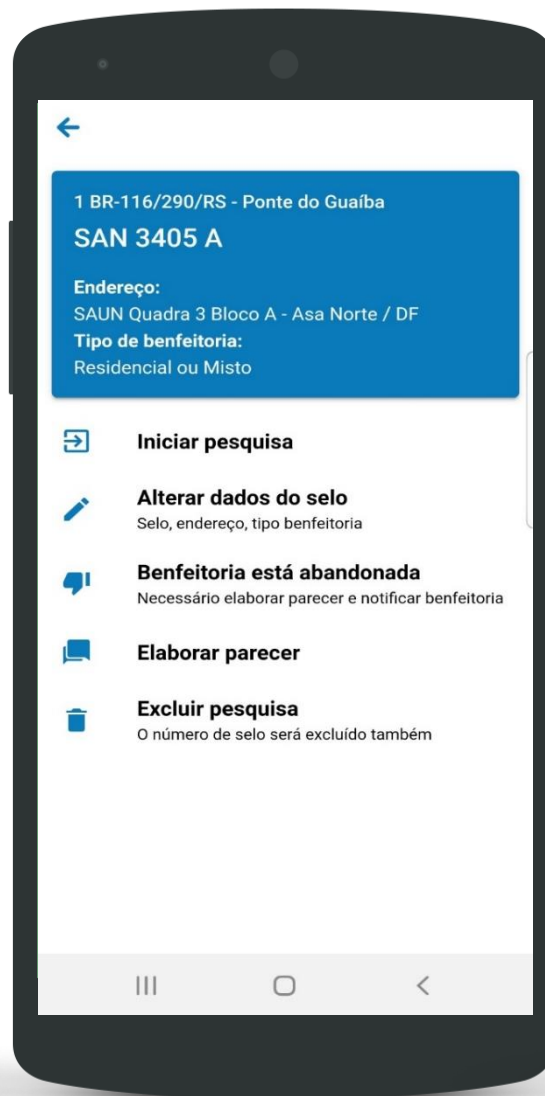 1 BR-116/290/RS - Ponte do Guaíba
SAN 3405 A
Endereço:
SAUN Quadra 3 Bloco A - Asa Norte / DF
Tipo de benfeitoria:
Residencial ou Misto
Iniciar pesquisa
Alterar dados do selo
Selo, endereço, tipo benfeitoria
Benfeitoria está abandonada
Necessário elaborar parecer e notificar benfeitoria
Elaborar parecer
Excluir pesquisa
O número de selo será excluído também